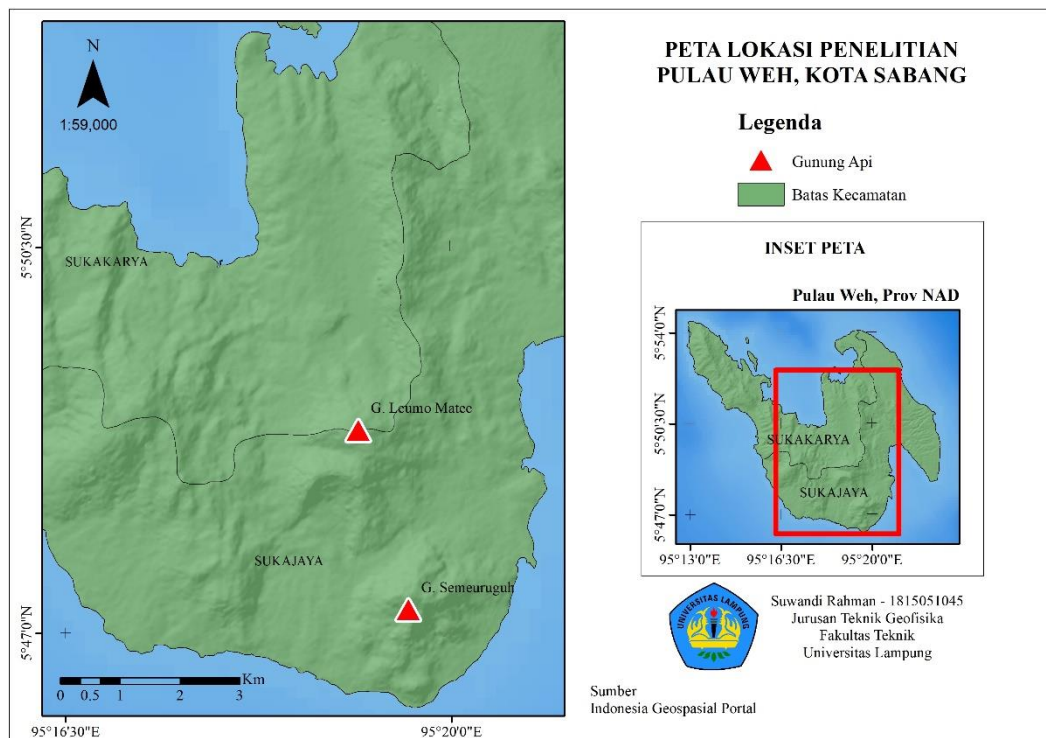 N
1:59,000
SUKAKARYA
G. Leumo Matee
SUKAJAYA
G. Semeuruguh
Km
0 0,5 1 2 3
5°50'30"N
5°47'0"N
95°16'30"E
95°20'0"E
PETA LOKASI PENELITIAN
PULAU WEH, KOTA SABANG
Legenda
Gunung Api
Batas Kecamatan
INSET PETA
Pulau Weh, Prov NAD
5°54'0"N
5°50'30"N
5°47'0"N
SUKAKARYA
SUKAJAYA
95°13'0"E
95°16'30"E
95°20'0"E
UNIVERSITAS LAMPUNG
Suwandi Rahman - 1815051045
Jurusan Teknik Geofisika
Fakultas Teknik
Universitas Lampung
Sumber
Indonesia Geospasial Portal